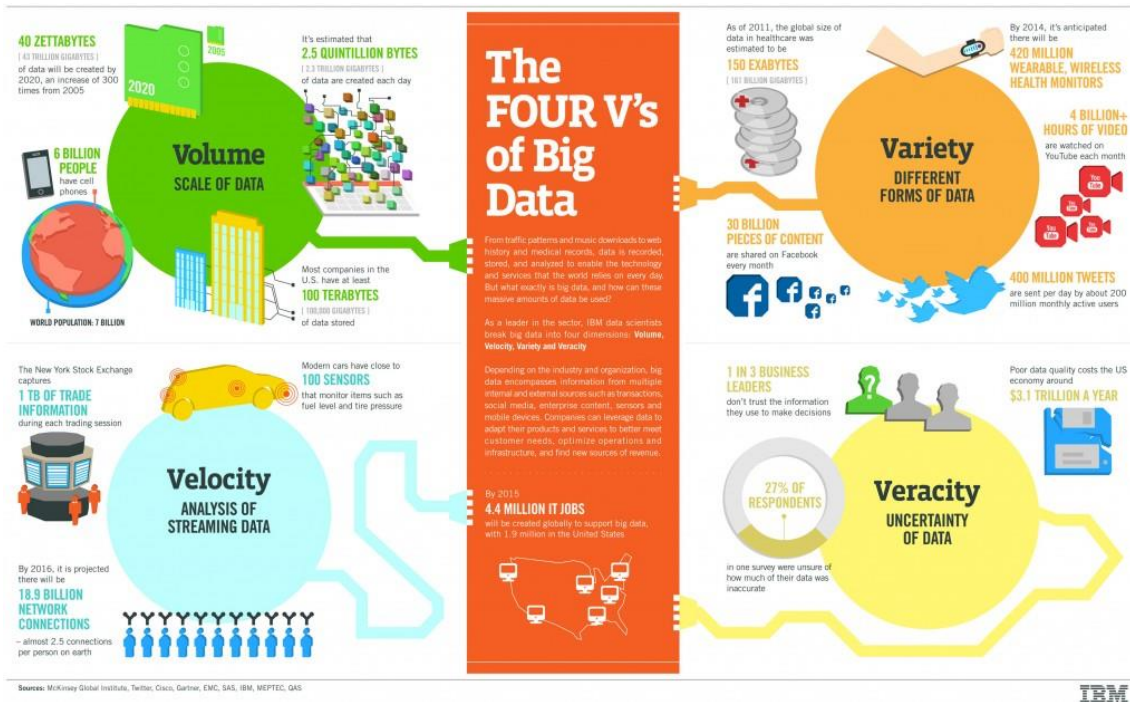 40 ZETTABYTES
[ 43 TRILLION GIGABYTES ]
of data will be created by
2020, an increase of 300
times from 2005
2005
2020
It's estimated that
2.5 QUINTILLION BYTES
[ 2.3 TRILLION GIGABYTES ]
of data are created each day
6 BILLION
PEOPLE
have cell
phones
Volume
SCALE OF DATA
WORLD POPULATION: 7 BILLION
Most companies in the
U.S. have at least
100 TERABYTES
[ 100,000 GIGABYTES ]
of data stored
The New York Stock Exchange
captures
1 TB OF TRADE
INFORMATION
during each trading session
Modern cars have close to
100 SENSORS
that monitor items such as
fuel level and tire pressure
Velocity
ANALYSIS OF
STREAMING DATA
By 2016, it is projected
there will be
18.9 BILLION
NETWORK
CONNECTIONS
– almost 2.5 connections
per person on earth
The
FOUR V's
of Big
Data
From traffic patterns and music downloads to web
history and medical records, data is recorded,
stored, and analyzed to enable the technology
and services that the world relies on every day.
But what exactly is big data, and how can these
massive amounts of data be used?
As a leader in the sector, IBM data scientists
break big data into four dimensions: Volume,
Velocity, Variety and Veracity
Depending on the industry and organization, big
data encompasses information from multiple
internal and external sources such as transactions,
social media, enterprise content, sensors and
mobile devices. Companies can leverage data to
adapt their products and services to better meet
customer needs, optimize operations and
infrastructure, and find new sources of revenue.
By 2015
4.4 MILLION IT JOBS
will be created globally to support big data,
with 1.9 million in the United States
As of 2011, the global size of
data in healthcare was
estimated to be
150 EXABYTES
[ 161 BILLION GIGABYTES ]
By 2014, it's anticipated
there will be
420 MILLION
WEARABLE, WIRELESS
HEALTH MONITORS
4 BILLION+
HOURS OF VIDEO
are watched on
YouTube each month
You
Tube
You
Tube
You
Tube
You
Tube
Variety
DIFFERENT
FORMS OF DATA
30 BILLION
PIECES OF CONTENT
are shared on Facebook
every month
400 MILLION TWEETS
are sent per day by about 200
million monthly active users
1 IN 3 BUSINESS
LEADERS
don't trust the information
they use to make decisions
?
Poor data quality costs the US
economy around
$3.1 TRILLION A YEAR
27% OF
RESPONDENTS
in one survey were unsure of
how much of their data was
inaccurate
Veracity
UNCERTAINTY
OF DATA
Sources: McKinsey Global Institute, Twitter, Cisco, Gartner, EMC, SAS, IBM, MEPTEC, QAS
IBM